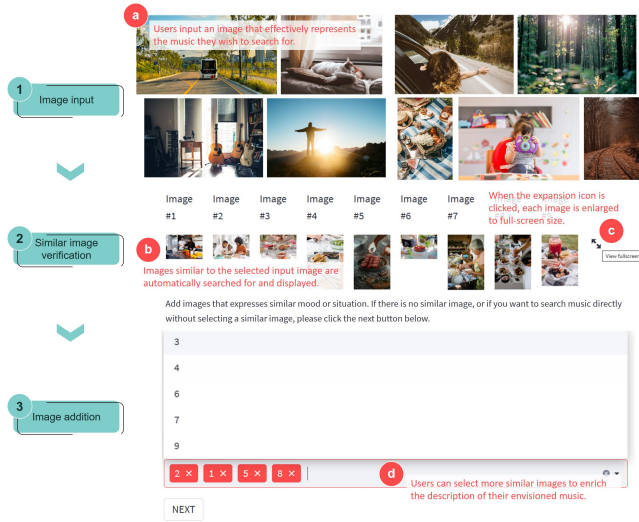 a
Users input an image that effectively represents
the music they wish to search for.
1
Image input
Image
#1
Image
#2
Image
#3
Image
#4
Image
#5
Image
#6
Image
#7
When the expansion icon is
clicked, each image is enlarged
to full-screen size.
2
Similar image
verification
b
c
View fullscreen
Images similar to the selected input image are
automatically searched for and displayed.
Add images that expresses similar mood or situation. If there is no similar image, or if you want to search music directly
without selecting a similar image, please click the next button below.
3
4
6
7
9
3
Image addition
2 ×
1 ×
5 ×
8 ×
d
Users can select more similar images to enrich
the description of their envisioned music.
NEXT